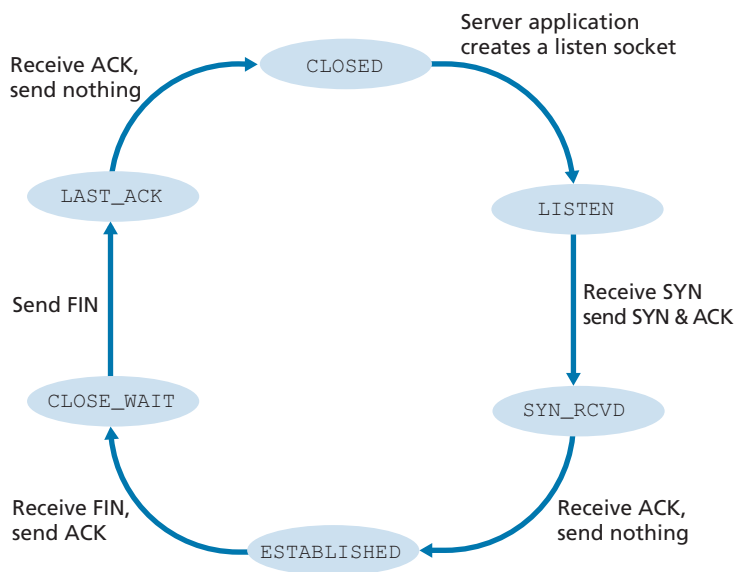 Server application
creates a listen socket
CLOSED
Receive ACK,
send nothing
LAST_ACK
LISTEN
Receive SYN
send SYN & ACK
Send FIN
CLOSE_WAIT
SYN_RCVD
Receive FIN,
send ACK
Receive ACK,
send nothing
ESTABLISHED